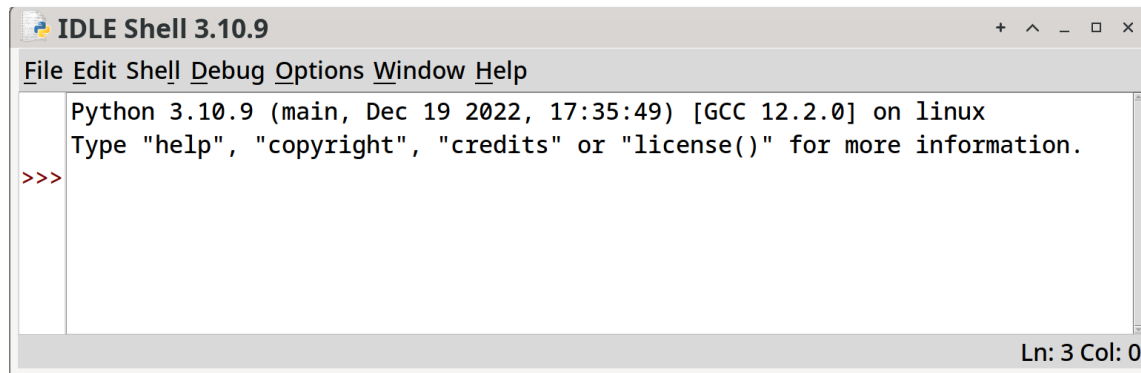 IDLE Shell 3.10.9
File Edit Shell Debug Options Window Help
Python 3.10.9 (main, Dec 19 2022, 17:35:49) [GCC 12.2.0] on linux
Type "help", "copyright", "credits" or "license()" for more information.
>>>
Ln: 3 Col: 0